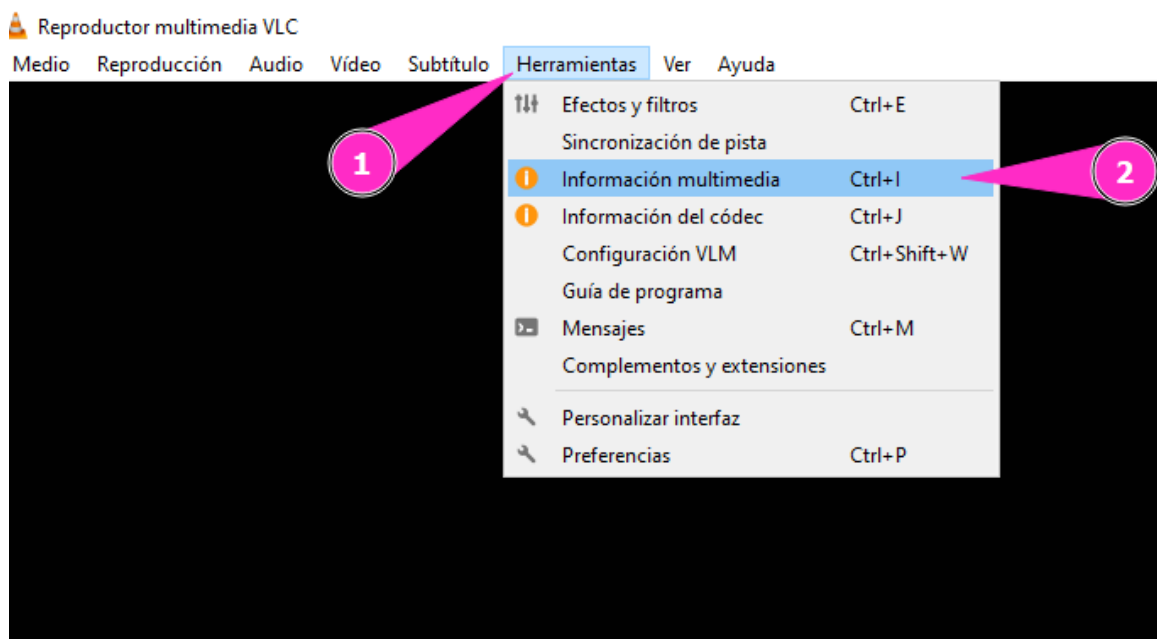 Reproductor multimedia VLC
Medio Reproducción Audio Vídeo Subtítulo Herramientas Ver Ayuda
Efectos y filtros Ctrl+E
Sincronización de pista
1
Información multimedia Ctrl+I
2
Información del códec Ctrl+J
Configuración VLM Ctrl+Shift+W
Guía de programa
Mensajes Ctrl+M
Complementos y extensiones
Personalizar interfaz
Preferencias Ctrl+P